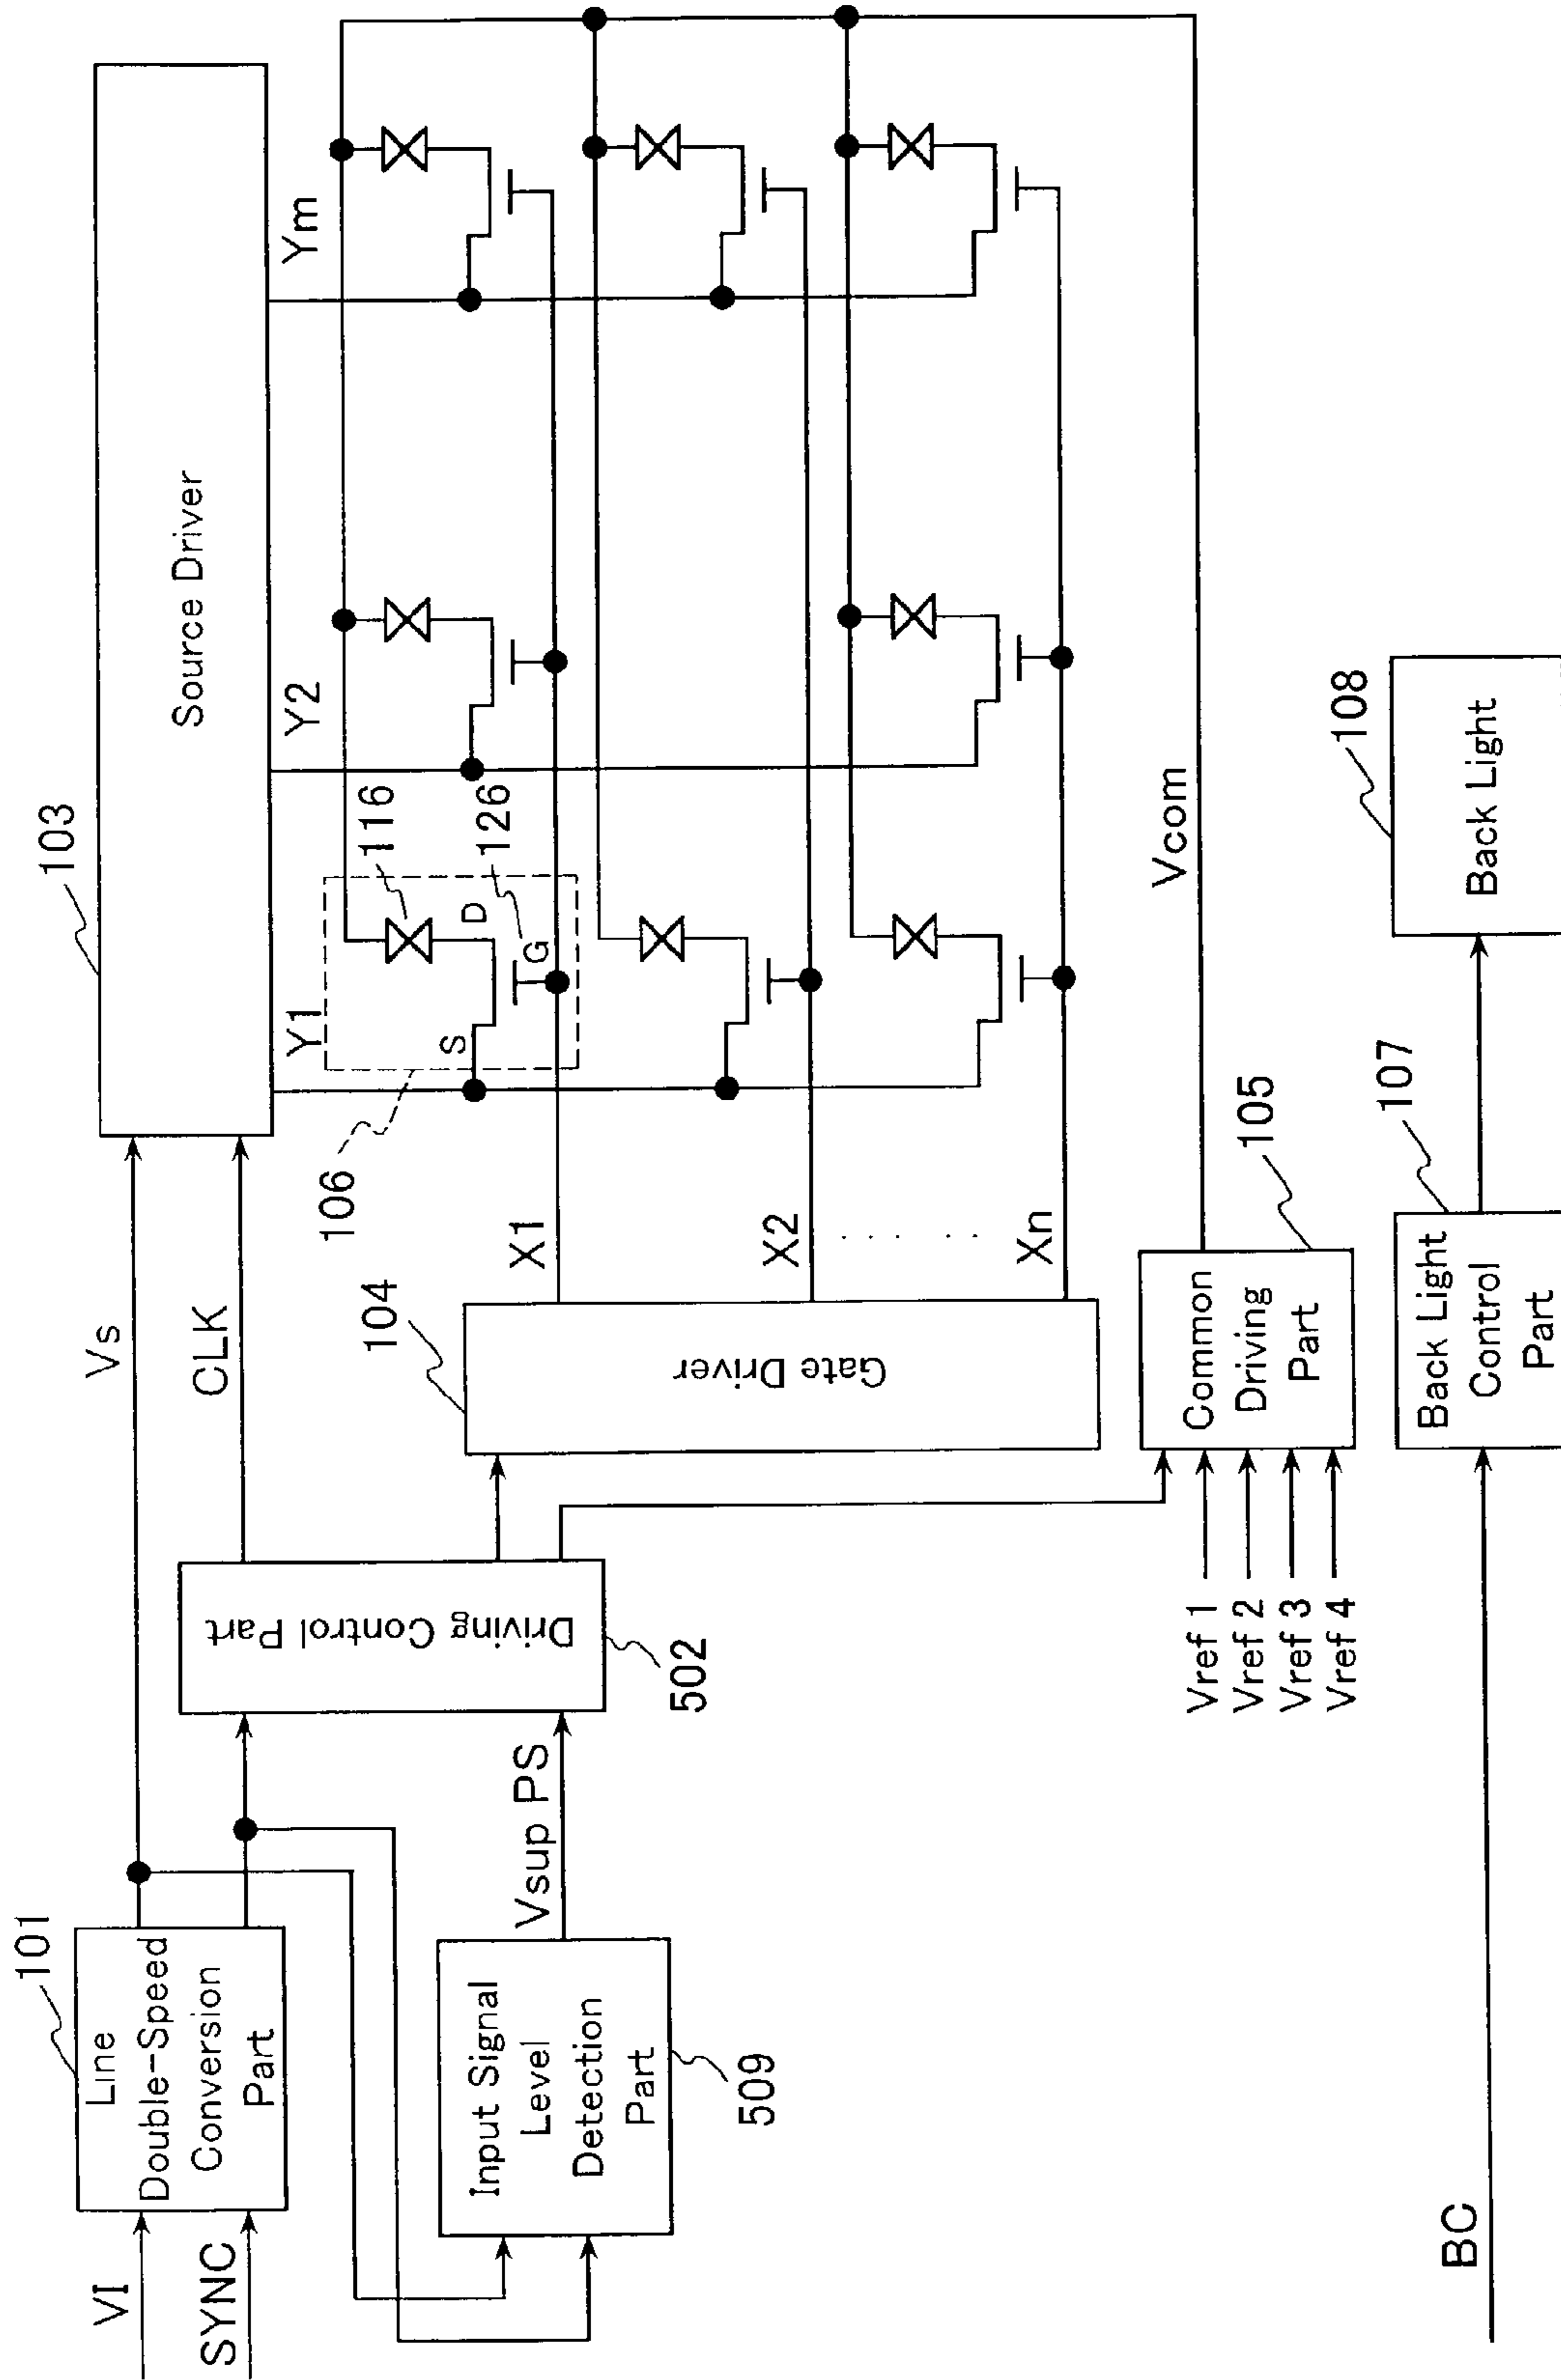 VI
SYNC
101
Line
Double-Speed
Conversion
Part
Vs
CLK
103
Source Driver
Input Signal
Level
Detection
Part
509
Vsup PS
Driving Control Part
502
104
Gate Driver
106
Y1
Y2
Ym
116
126
S
D
G
X1
X2
. . . . . .
Xn
Vref 1
Vref 2
Vref 3
Vref 4
Common
Driving
Part
105
Vcom
BC
Back Light
Control
Part
107
Back Light
108